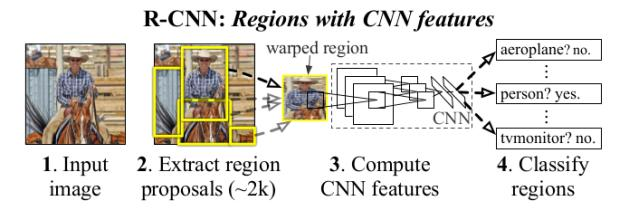 R-CNN: Regions with CNN features
warped region
aeroplane? no.
person? yes.
tvmonitor? no.
CNN
1. Input
image
2. Extract region
proposals (~2k)
3. Compute
CNN features
4. Classify
regions